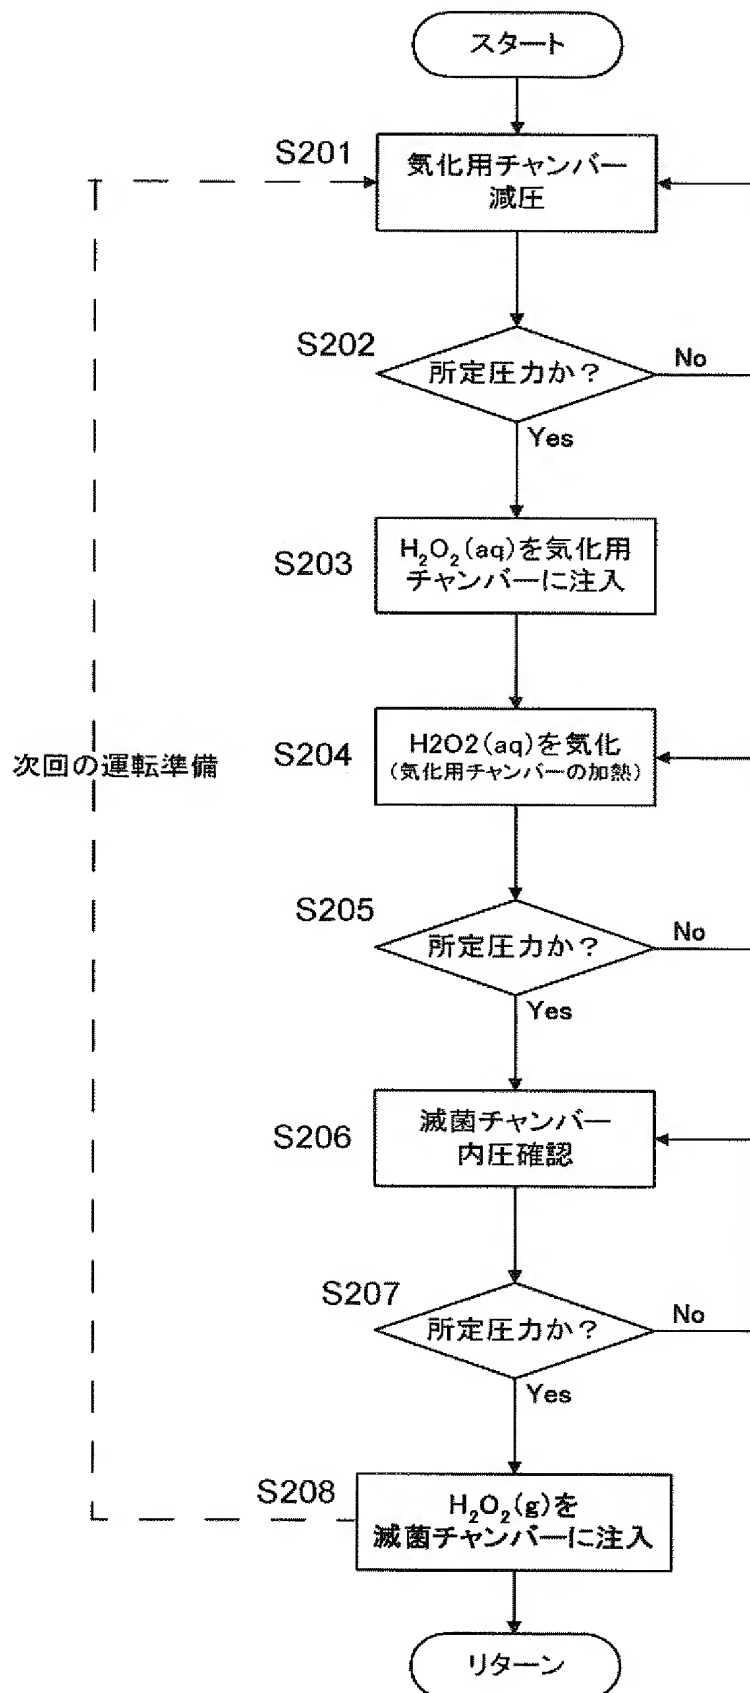 スタート
S201
気化用チャンバー
減圧
S202
所定圧力か？
No
Yes
S203
H₂O₂(aq)を気化用
チャンバーに注入
S204
H2O2(aq)を気化
(気化用チャンバーの加熱)
次回の運転準備
S205
所定圧力か？
No
Yes
S206
滅菌チャンバー
内圧確認
S207
所定圧力か？
No
Yes
S208
H₂O₂(g)を
滅菌チャンバーに注入
リターン